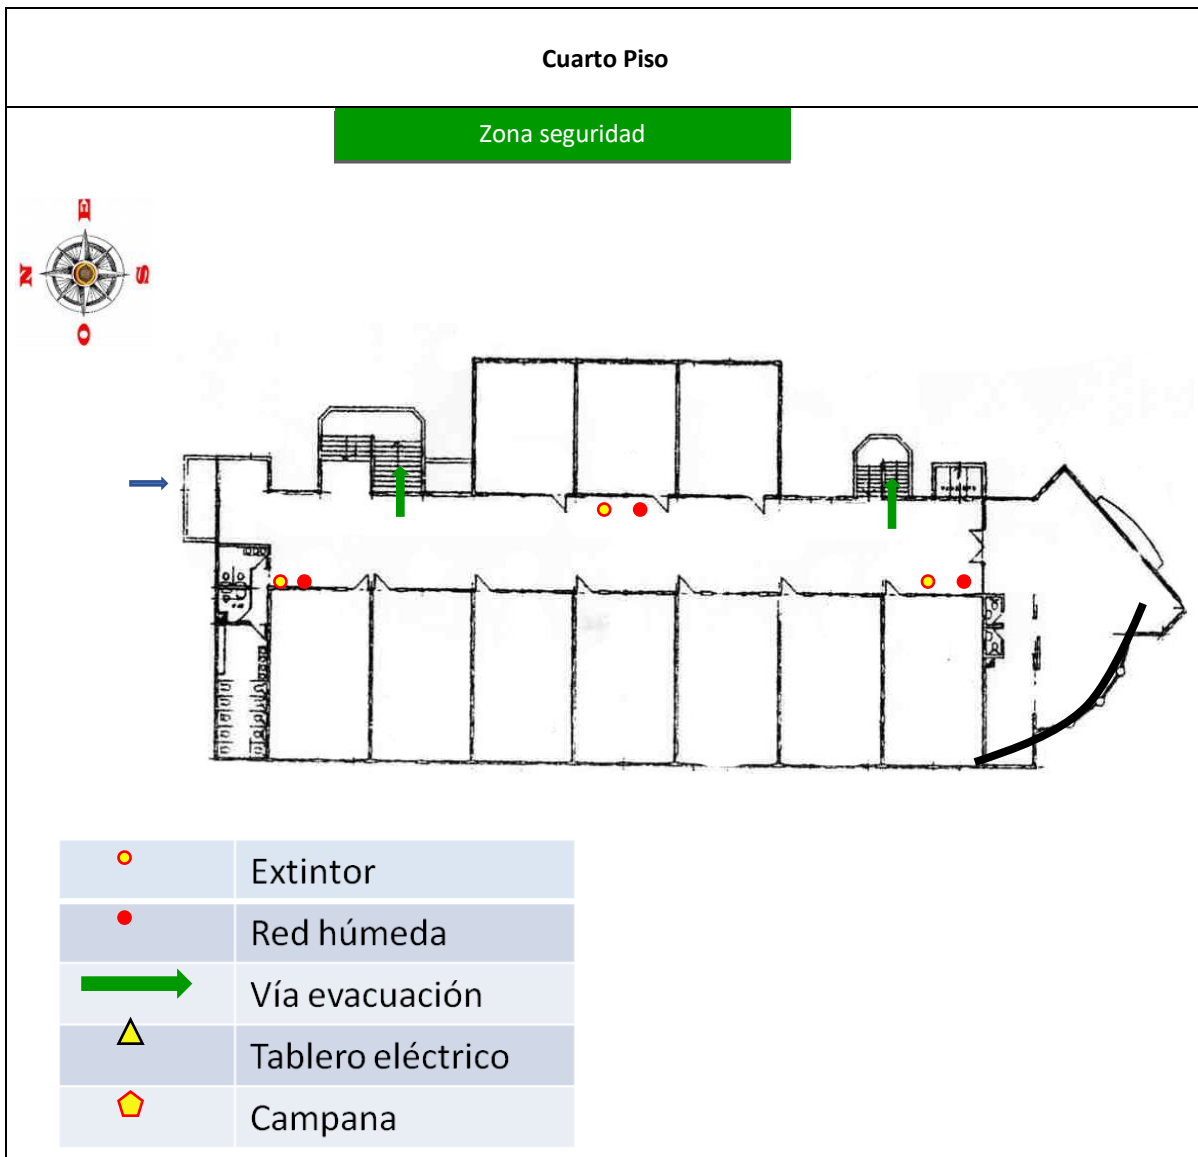 Cuarto Piso
Zona seguridad
E
N
S
O
Extintor
Red húmeda
Vía evacuación
Tablero eléctrico
Campana